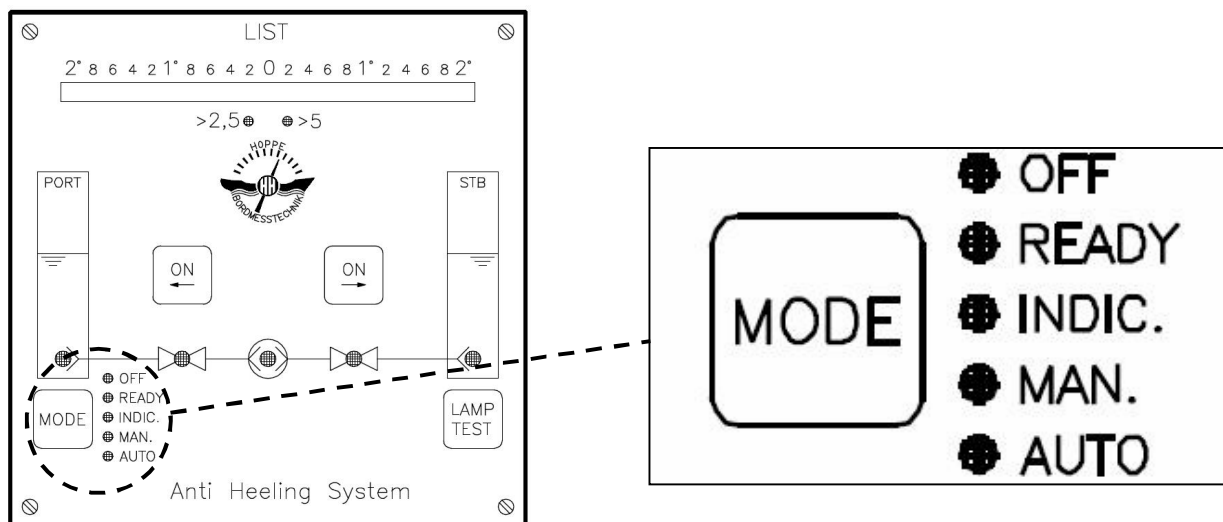 LIST
2° 8 6 4 2 1° 8 6 4 2 0 2 4 6 8 1° 2 4 6 8 2°
>2,5 >5
HOPPE
BORDMESSTECHNIK
PORT
STB
ON
ON
OFF
READY
INDIC.
MAN.
AUTO
MODE
LAMP
TEST
Anti Heeling System
MODE
OFF
READY
INDIC.
MAN.
AUTO